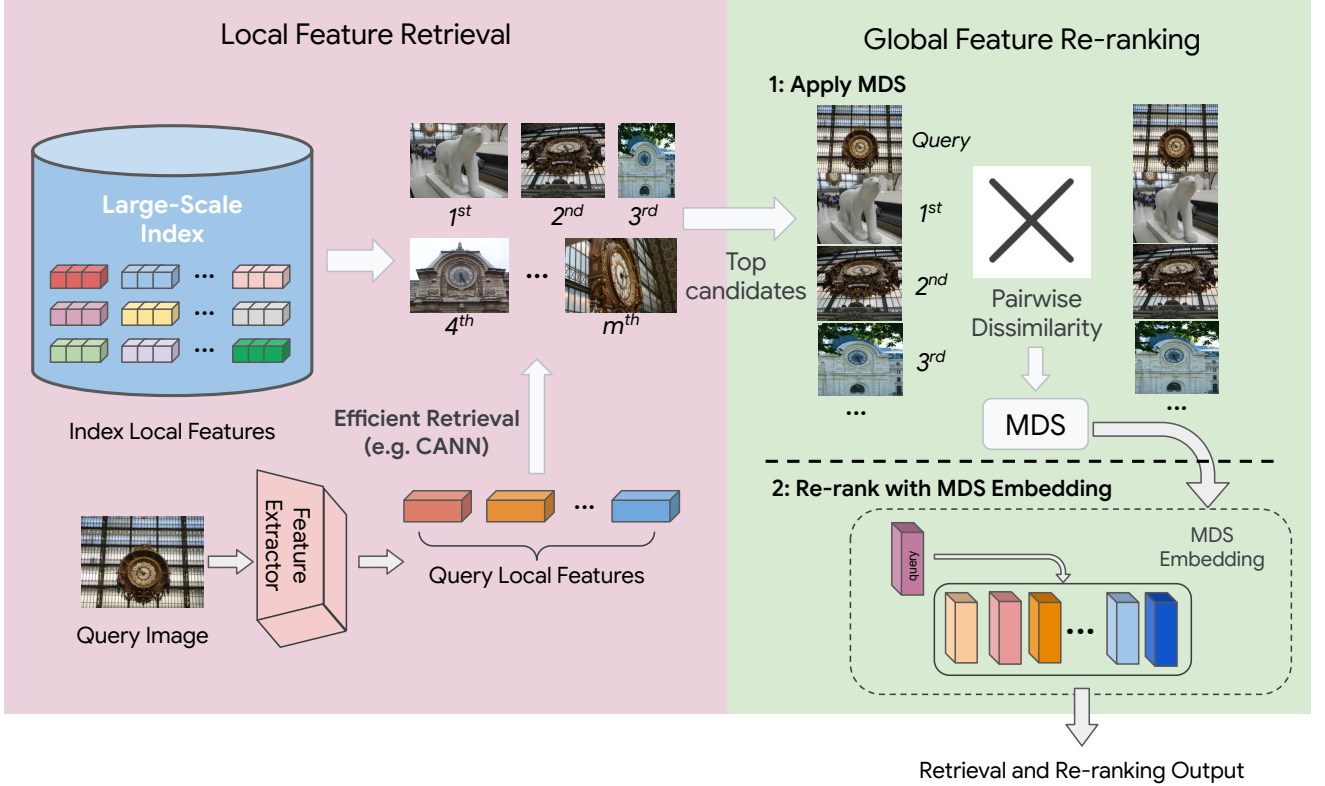 Local Feature Retrieval
Large-Scale
Index
...
...
...
Index Local Features
1st
2nd
3rd
4th
...
mth
Efficient Retrieval
(e.g. CANN)
Query Image
Feature
Extractor
...
Query Local Features
Top
candidates
Global Feature Re-ranking
1: Apply MDS
Query
1st
2nd
3rd
...
Pairwise
Dissimilarity
...
MDS
2: Re-rank with MDS Embedding
MDS
Embedding
query
...
Retrieval and Re-ranking Output